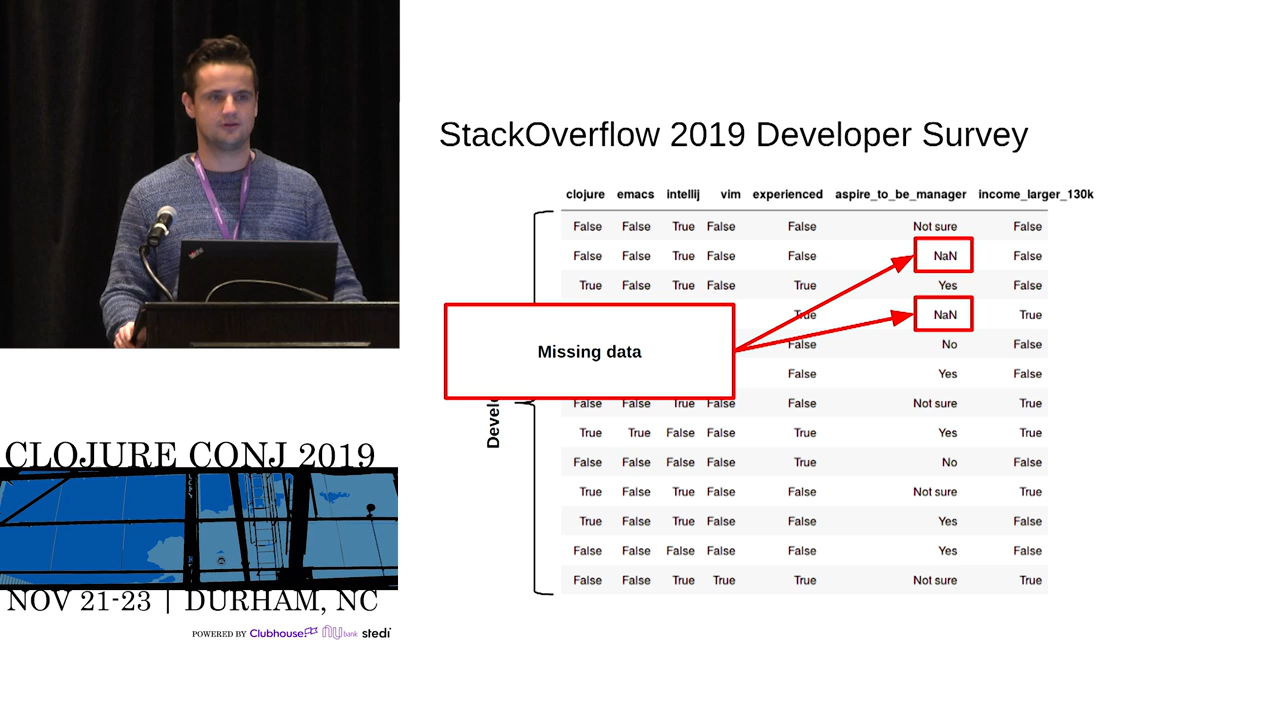 StackOverflow 2019 Developer Survey
clojure emacs intellij vim experienced aspire_to_be_manager income_larger_130k
False False True False False Not sure False
False False True False False NaN False
True False True False True Yes False
True NaN True
False No False
Missing data
False Yes False
False False True False False Not sure True
True True False False True Yes True
False False False False True No False
True False True False False Not sure True
True False True False False Yes False
False False False False False Yes False
False False True True True Not sure True
CLOJURE CONJ 2019
NOV 21-23 | DURHAM, NC
POWERED BY Clubhouse nu bank stedi